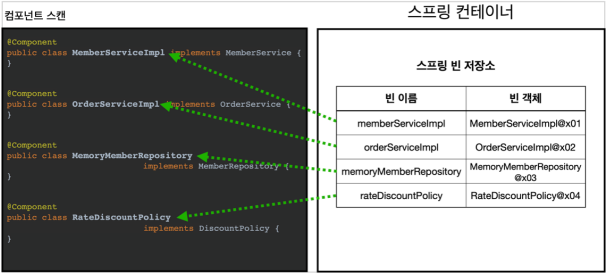 컴포넌트 스캔
@Component
public class MemberServiceImpl implements MemberService {
}
@Component
public class OrderServiceImpl implements OrderService {
}
@Component
public class MemoryMemberRepository
implements MemberRepository {
}
@Component
public class RateDiscountPolicy
implements DiscountPolicy {
}
스프링 컨테이너
스프링 빈 저장소
빈 이름 빈 객체
memberServiceImpl MemberServiceImpl@x01
orderServiceImpl OrderServiceImpl@x02
memoryMemberRepository MemoryMemberRepository
@x03
rateDiscountPolicy RateDiscountPolicy@x04